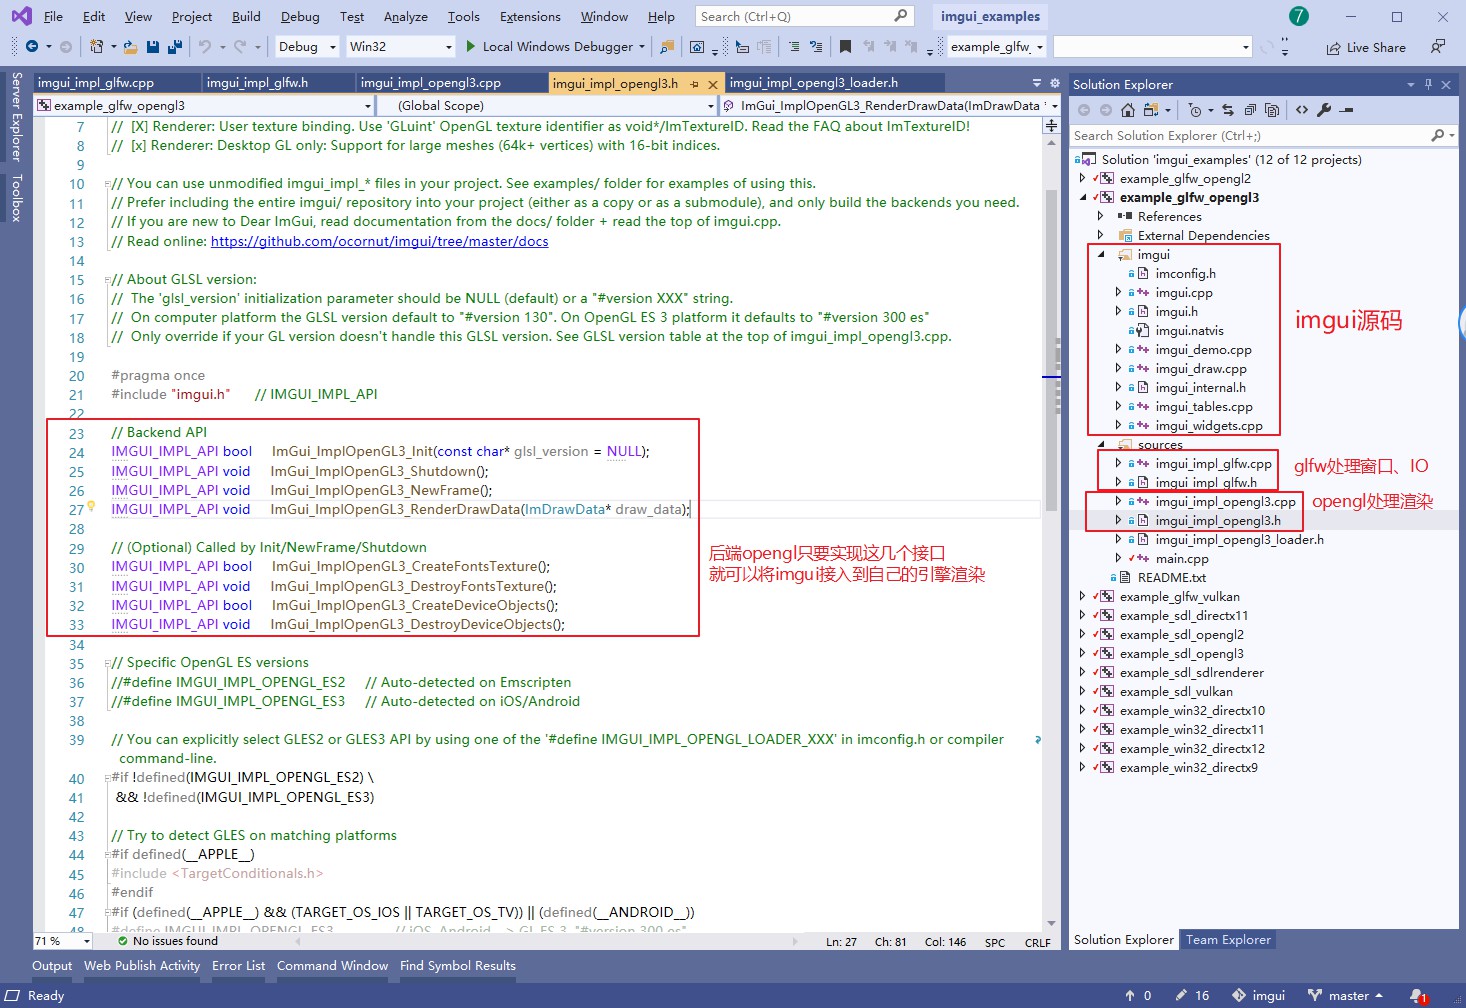 File Edit View Project Build Debug Test Analyze Tools Extensions Window Help Search (Ctrl+Q) imgui_examples 7
Debug Win32 Local Windows Debugger example_glfw_ Live Share
Server Explorer
Toolbox
imgui_impl_glfw.cpp imgui_impl_glfw.h imgui_impl_opengl3.cpp imgui_impl_opengl3.h imgui_impl_opengl3_loader.h
example_glfw_opengl3 (Global Scope) ImGui_ImplOpenGL3_RenderDrawData(ImDrawData *
7 // [X] Renderer: User texture binding. Use 'GLuint' OpenGL texture identifier as void*/ImTextureID. Read the FAQ about ImTextureID!
8 // [x] Renderer: Desktop GL only: Support for large meshes (64k+ vertices) with 16-bit indices.
9
10 // You can use unmodified imgui_impl_* files in your project. See examples/ folder for examples of using this.
11 // Prefer including the entire imgui/ repository into your project (either as a copy or as a submodule), and only build the backends you need.
12 // If you are new to Dear ImGui, read documentation from the docs/ folder + read the top of imgui.cpp.
13 // Read online: https://github.com/ocornut/imgui/tree/master/docs
14
15 // About GLSL version:
16 // The 'glsl_version' initialization parameter should be NULL (default) or a "#version XXX" string.
17 // On computer platform the GLSL version default to "#version 130". On OpenGL ES 3 platform it defaults to "#version 300 es"
18 // Only override if your GL version doesn't handle this GLSL version. See GLSL version table at the top of imgui_impl_opengl3.cpp.
19
20 #pragma once
21 #include "imgui.h" // IMGUI_IMPL_API
22
23 // Backend API
24 IMGUI_IMPL_API bool ImGui_ImplOpenGL3_Init(const char* glsl_version = NULL);
25 IMGUI_IMPL_API void ImGui_ImplOpenGL3_Shutdown();
26 IMGUI_IMPL_API void ImGui_ImplOpenGL3_NewFrame();
27 IMGUI_IMPL_API void ImGui_ImplOpenGL3_RenderDrawData(ImDrawData* draw_data);
28
29 // (Optional) Called by Init/NewFrame/Shutdown
30 IMGUI_IMPL_API bool ImGui_ImplOpenGL3_CreateFontsTexture();
31 IMGUI_IMPL_API void ImGui_ImplOpenGL3_DestroyFontsTexture();
32 IMGUI_IMPL_API bool ImGui_ImplOpenGL3_CreateDeviceObjects();
33 IMGUI_IMPL_API void ImGui_ImplOpenGL3_DestroyDeviceObjects();
后端opengl只要实现这几个接口
就可以将imgui接入到自己的引擎渲染
34
35 // Specific OpenGL ES versions
36 //#define IMGUI_IMPL_OPENGL_ES2 // Auto-detected on Emscripten
37 //#define IMGUI_IMPL_OPENGL_ES3 // Auto-detected on iOS/Android
38
39 // You can explicitly select GLES2 or GLES3 API by using one of the '#define IMGUI_IMPL_OPENGL_LOADER_XXX' in imconfig.h or compiler
command-line.
40 #if !defined(IMGUI_IMPL_OPENGL_ES2) \
41 && !defined(IMGUI_IMPL_OPENGL_ES3)
42
43 // Try to detect GLES on matching platforms
44 #if defined(__APPLE__)
45 #include <TargetConditionals.h>
46 #endif
47 #if (defined(__APPLE__) && (TARGET_OS_IOS || TARGET_OS_TV)) || (defined(__ANDROID__))
48 #define IMGUI_IMPL_OPENGL_ES3 // iOS, Android -> GL ES 3, "#version 300 es"
71 % No issues found Ln: 27 Ch: 81 Col: 146 SPC CRLF
Solution Explorer
Search Solution Explorer (Ctrl+;)
Solution 'imgui_examples' (12 of 12 projects)
example_glfw_opengl2
example_glfw_opengl3
References
External Dependencies
imgui
imconfig.h
imgui.cpp
imgui.h
imgui.natvis
imgui_demo.cpp
imgui_draw.cpp
imgui_internal.h
imgui_tables.cpp
imgui_widgets.cpp
imgui源码
sources
imgui_impl_glfw.cpp
imgui_impl_glfw.h
glfw处理窗口、IO
imgui_impl_opengl3.cpp
imgui_impl_opengl3.h
opengl处理渲染
imgui_impl_opengl3_loader.h
main.cpp
README.txt
example_glfw_vulkan
example_sdl_directx11
example_sdl_opengl2
example_sdl_opengl3
example_sdl_sdlrenderer
example_sdl_vulkan
example_win32_directx10
example_win32_directx11
example_win32_directx12
example_win32_directx9
Solution Explorer Team Explorer
Output Web Publish Activity Error List Command Window Find Symbol Results
Ready 0 16 imgui master 1